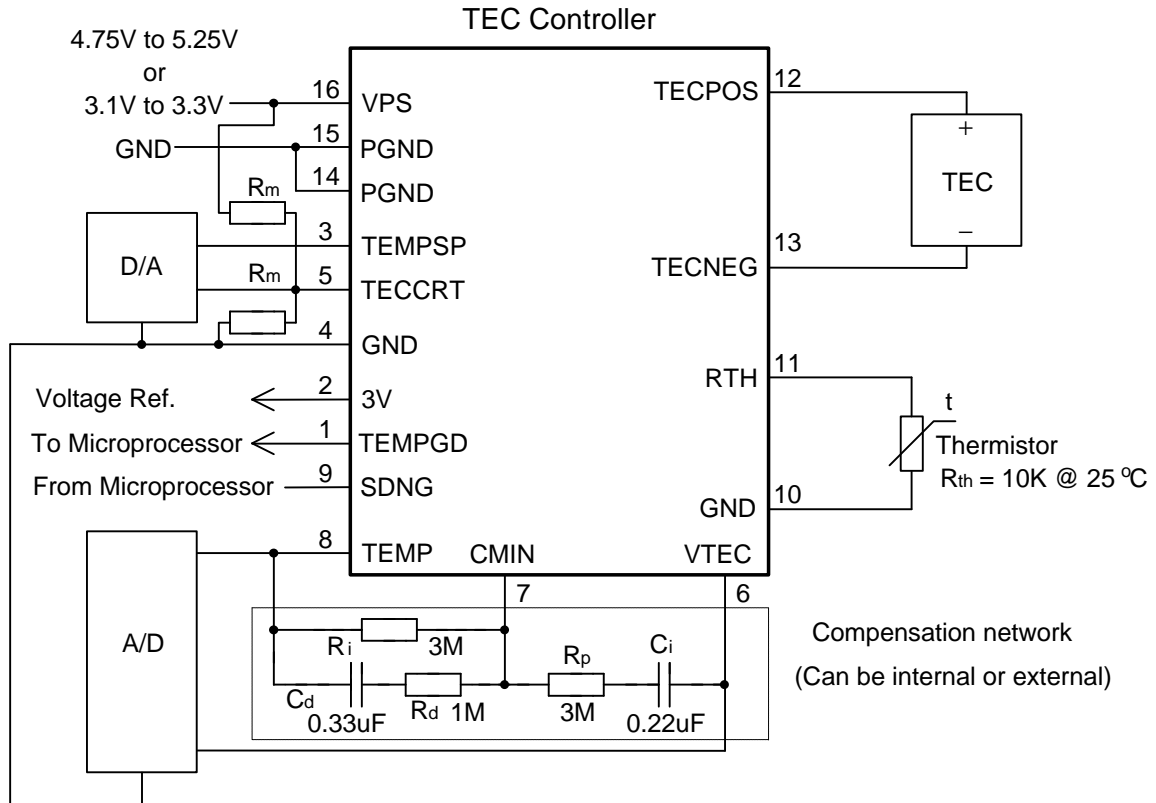 TEC Controller
4.75V to 5.25V
or
3.1V to 3.3V
GND
16
VPS
15
PGND
14
PGND
Rm
3
TEMPSP
D/A
Rm
5
TECCRT
4
GND
Voltage Ref.
2
3V
To Microprocessor
1
TEMPGD
From Microprocessor
9
SDNG
8
TEMP
CMIN
VTEC
7
6
TECPOS
12
+
TEC
−
13
TECNEG
RTH
11
t
Thermistor
Rth = 10K @ 25 ºC
10
GND
A/D
Ri
3M
Cd
0.33uF
Rd
1M
Rp
3M
Ci
0.22uF
Compensation network
(Can be internal or external)